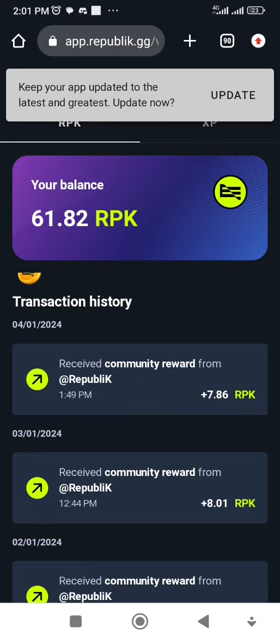 2:01 PM
4G
23
app.republik.gg/
90
Keep your app updated to the
latest and greatest. Update now?
UPDATE
RPK
XP
Your balance
61.82 RPK
Transaction history
04/01/2024
Received community reward from
@RepubliK
1:49 PM
+7.86 RPK
03/01/2024
Received community reward from
@RepubliK
12:44 PM
+8.01 RPK
02/01/2024
Received community reward from
@RepubliK